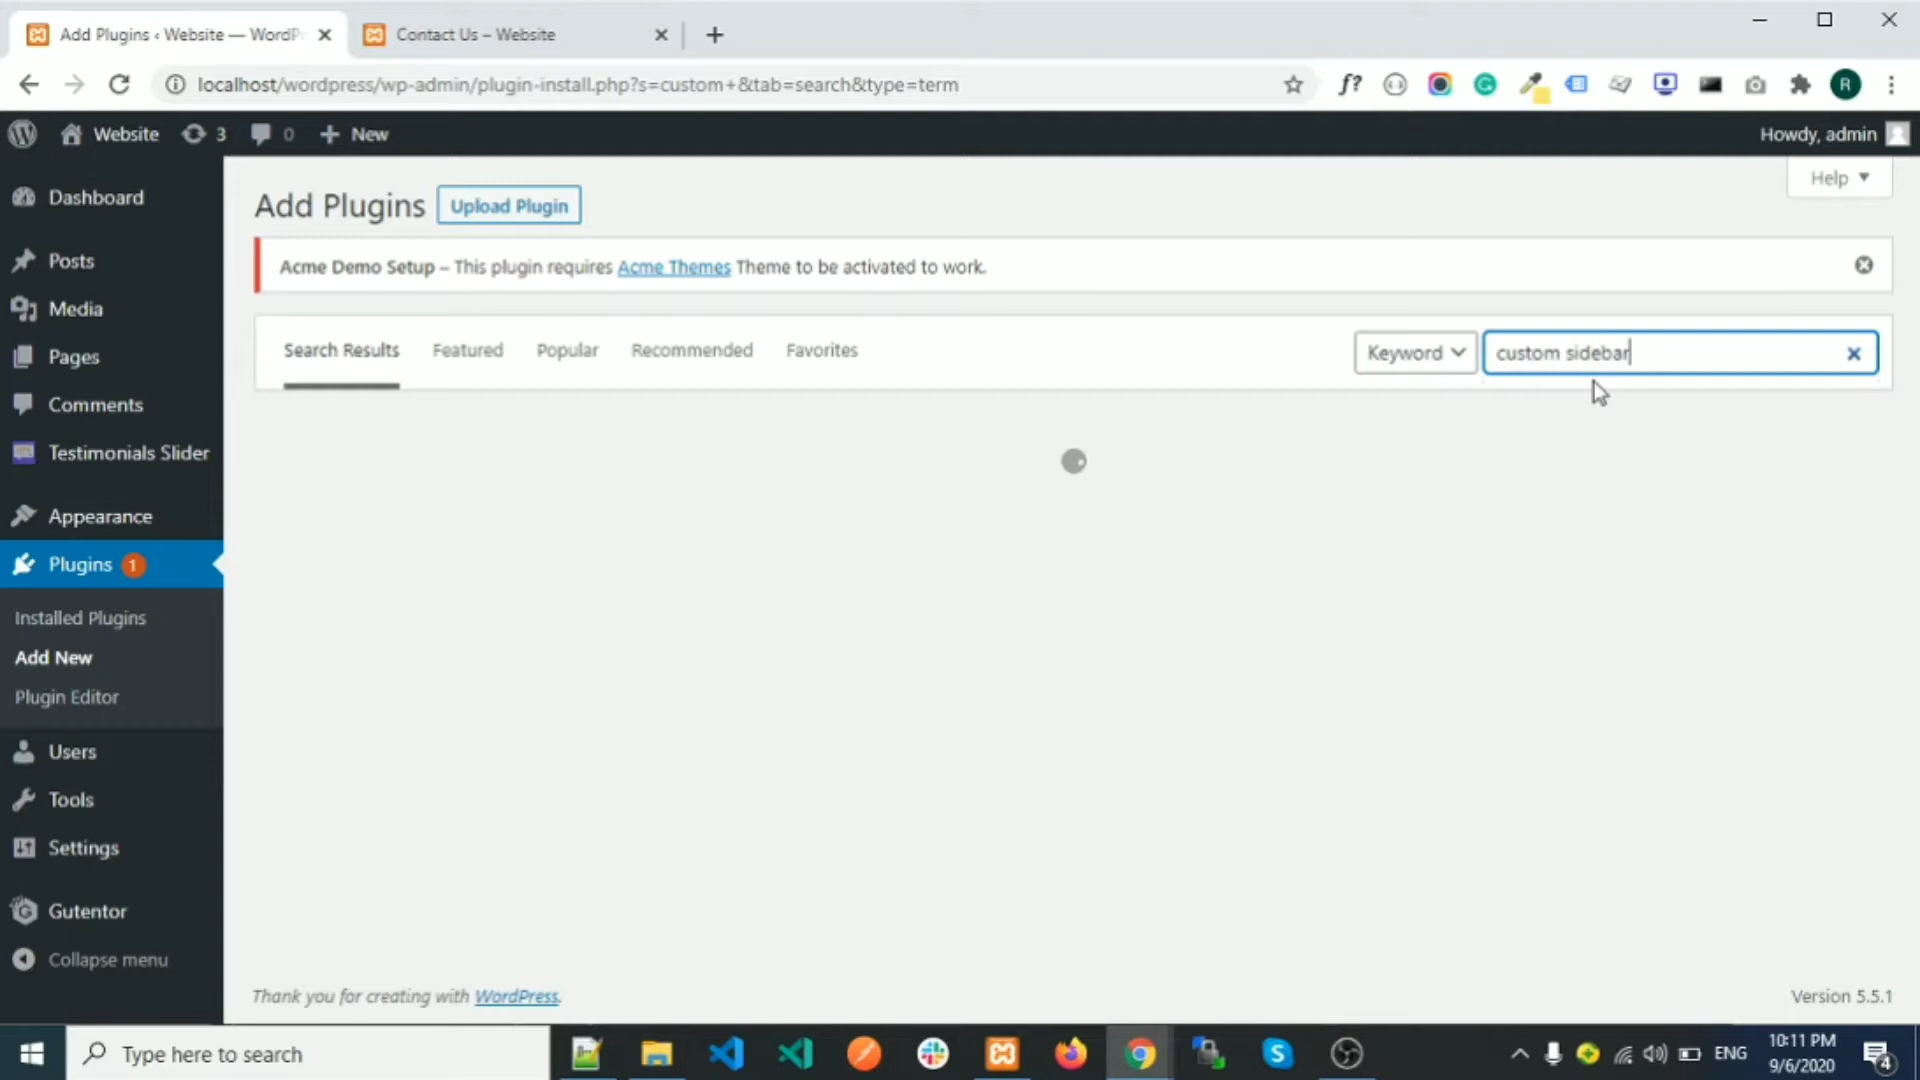 Add Plugins ‹ Website — WordPr
Contact Us – Website
localhost/wordpress/wp-admin/plugin-install.php?s=custom+&tab=search&type=term
f?
R
Website
3
0
New
Howdy, admin
Help
Dashboard
Posts
Media
Pages
Comments
Testimonials Slider
Appearance
Plugins 1
Installed Plugins
Add New
Plugin Editor
Users
Tools
Settings
Gutentor
Collapse menu
Add Plugins
Upload Plugin
Acme Demo Setup – This plugin requires Acme Themes Theme to be activated to work.
Search Results
Featured
Popular
Recommended
Favorites
Keyword
custom sidebar
Thank you for creating with WordPress.
Version 5.5.1
Type here to search
ENG
10:11 PM
9/6/2020
4